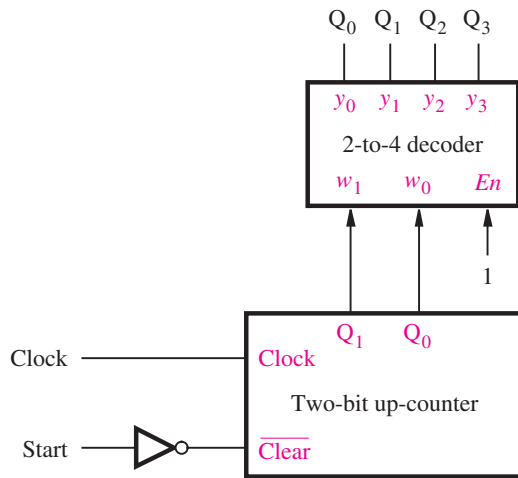 Q0 Q1 Q2 Q3
y0 y1 y2 y3
2-to-4 decoder
w1 w0 En
1
Q1 Q0
Clock Clock
Two-bit up-counter
Start Clear